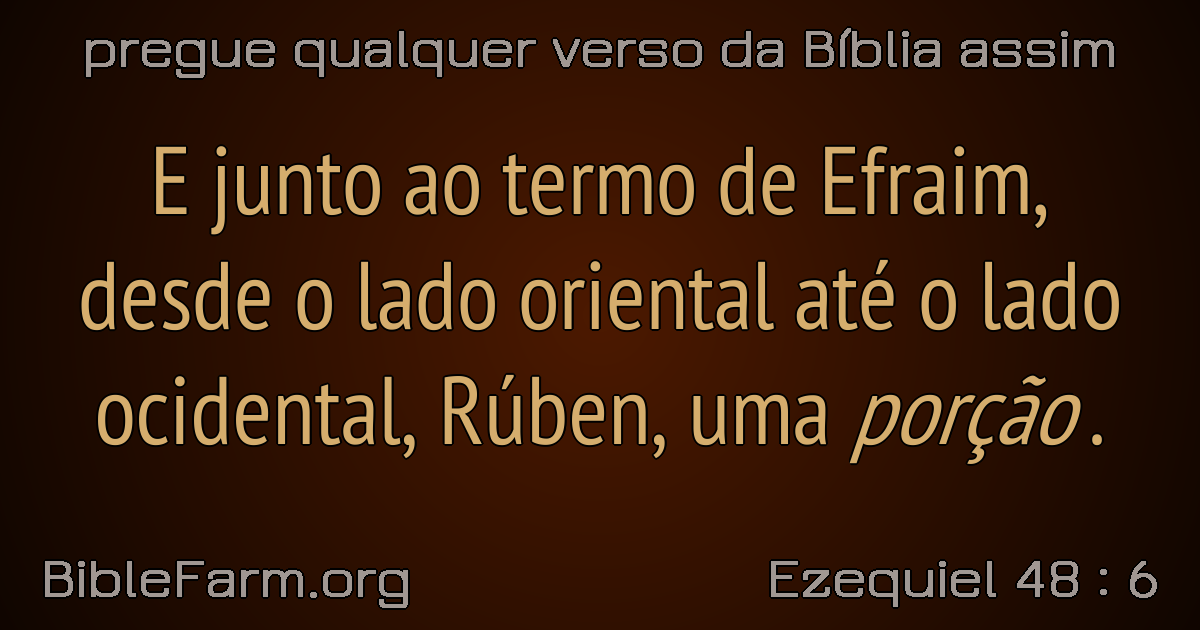 pregue qualquer verso da Bíblia assim
E junto ao termo de Efraim,
desde o lado oriental até o lado
ocidental, Rúben, uma porção .
BibleFarm.org
Ezequiel 48 : 6